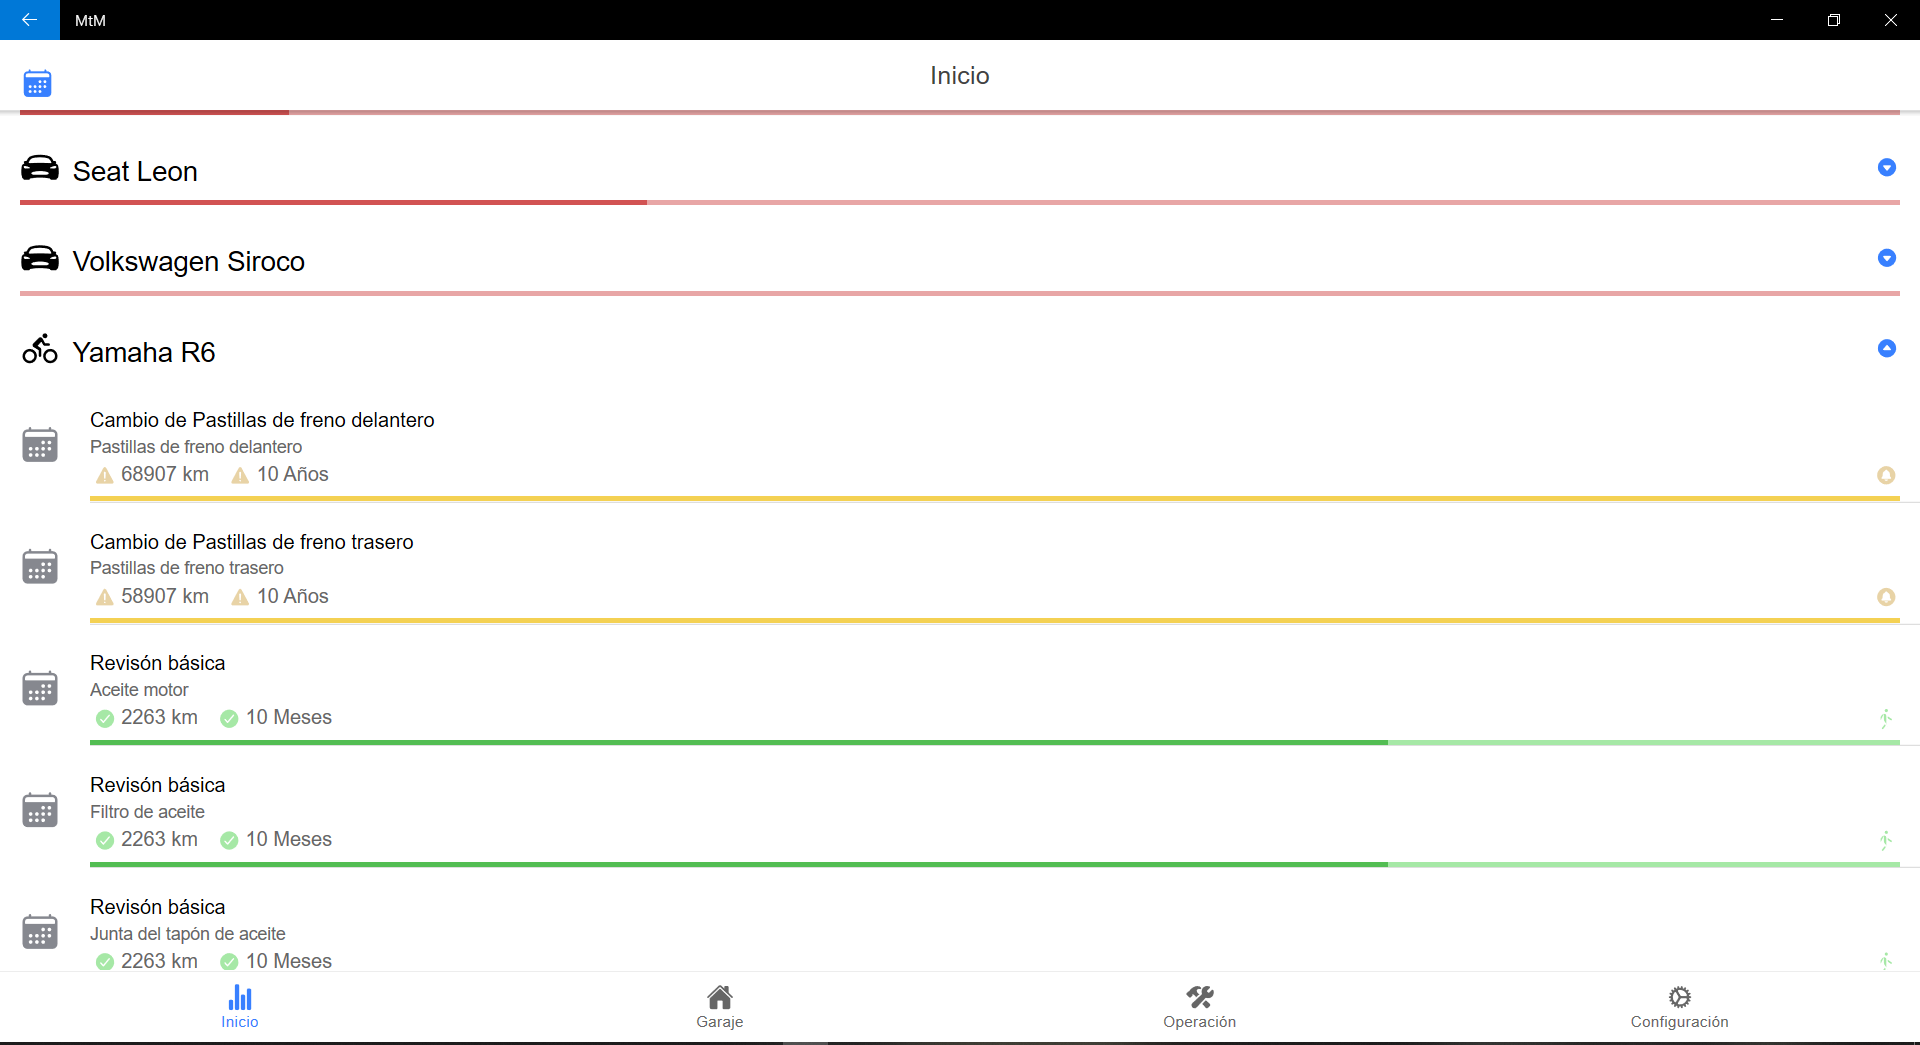 MtM
Inicio
Seat Leon
Volkswagen Siroco
Yamaha R6
Cambio de Pastillas de freno delantero
Pastillas de freno delantero
68907 km 10 Años
Cambio de Pastillas de freno trasero
Pastillas de freno trasero
58907 km 10 Años
Revisón básica
Aceite motor
2263 km 10 Meses
Revisón básica
Filtro de aceite
2263 km 10 Meses
Revisón básica
Junta del tapón de aceite
2263 km 10 Meses
Inicio Garaje Operación Configuración